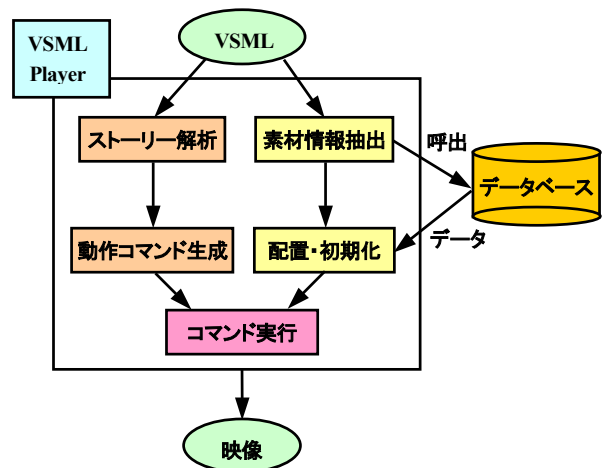 VSML
Player
VSML
ストーリー解析
素材情報抽出
呼出
データベース
動作コマンド生成
配置・初期化
データ
コマンド実行
映像